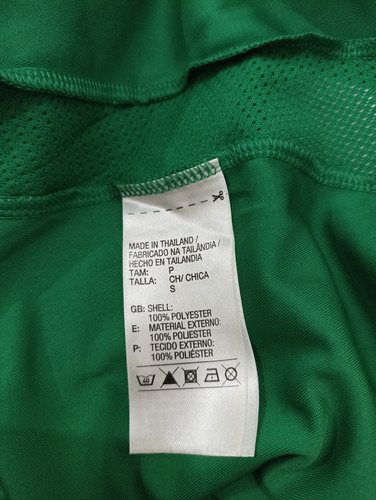 MADE IN THAILAND /
FABRICADO NA TAILÂNDIA /
HECHO EN TAILANDIA
TAM: P
TALLA: CH/ CHICA
S
GB: SHELL:
100% POLYESTER
E: MATERIAL EXTERNO:
100% POLIESTER
P: TECIDO EXTERNO:
100% POLIÉSTER
40